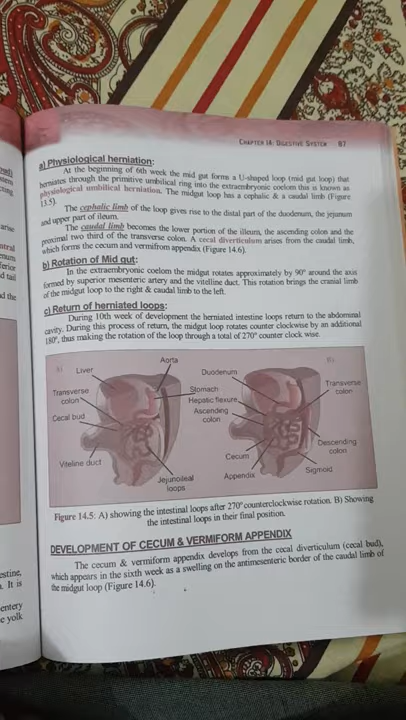 CHAPTER 14: DIGESTIVE SYSTEM 87
a) Physiological herniation:
At the beginning of 6th week the mid gut forms a U-shaped loop (mid gut loop) that
herniates through the primitive umbilical ring into the extraembryonic coelom this is known as
physiological umbilical herniation. The midgut loop has a cephalic & a caudal limb (Figure
13.5).
The cephalic limb of the loop gives rise to the distal part of the duodenum, the jejunum
and upper part of ileum.
The caudal limb becomes the lower portion of the illeum, the ascending colon and the
proximal two third of the transverse colon. A cecal diverticulum arises from the caudal limb,
which forms the cecum and vermifrom appendix (Figure 14.6).
b) Rotation of Mid gut:
In the extraembryonic coelom the midgut rotates approximately by 90° around the axis
formed by superior mesenteric artery and the vitelline duct. This rotation brings the cranial limb
of the midgut loop to the right & caudal limb to the left.
c) Return of herniated loops:
During 10th week of development the herniated intestine loops return to the abdominal
cavity. During this process of return, the midgut loop rotates counter clockwise by an additional
180°, thus making the rotation of the loop through a total of 270° counter clock wise.
A)
Liver
Aorta
Transverse
colon
Cecal bud
Stomach
Viteline duct
Jejunoileal
loops
B)
Duodenum
Hepatic flexure
Ascending
colon
Transverse
colon
Descending
colon
Cecum
Appendix
Sigmoid
Figure 14.5: A) showing the intestinal loops after 270° counterclockwise rotation. B) Showing
the intestinal loops in their final position.
DEVELOPMENT OF CECUM & VERMIFORM APPENDIX
The cecum & vermiform appendix develops from the cecal diverticulum (cecal bud),
which appears in the sixth week as a swelling on the antimesenteric border of the caudal limb of
the midgut loop (Figure 14.6).